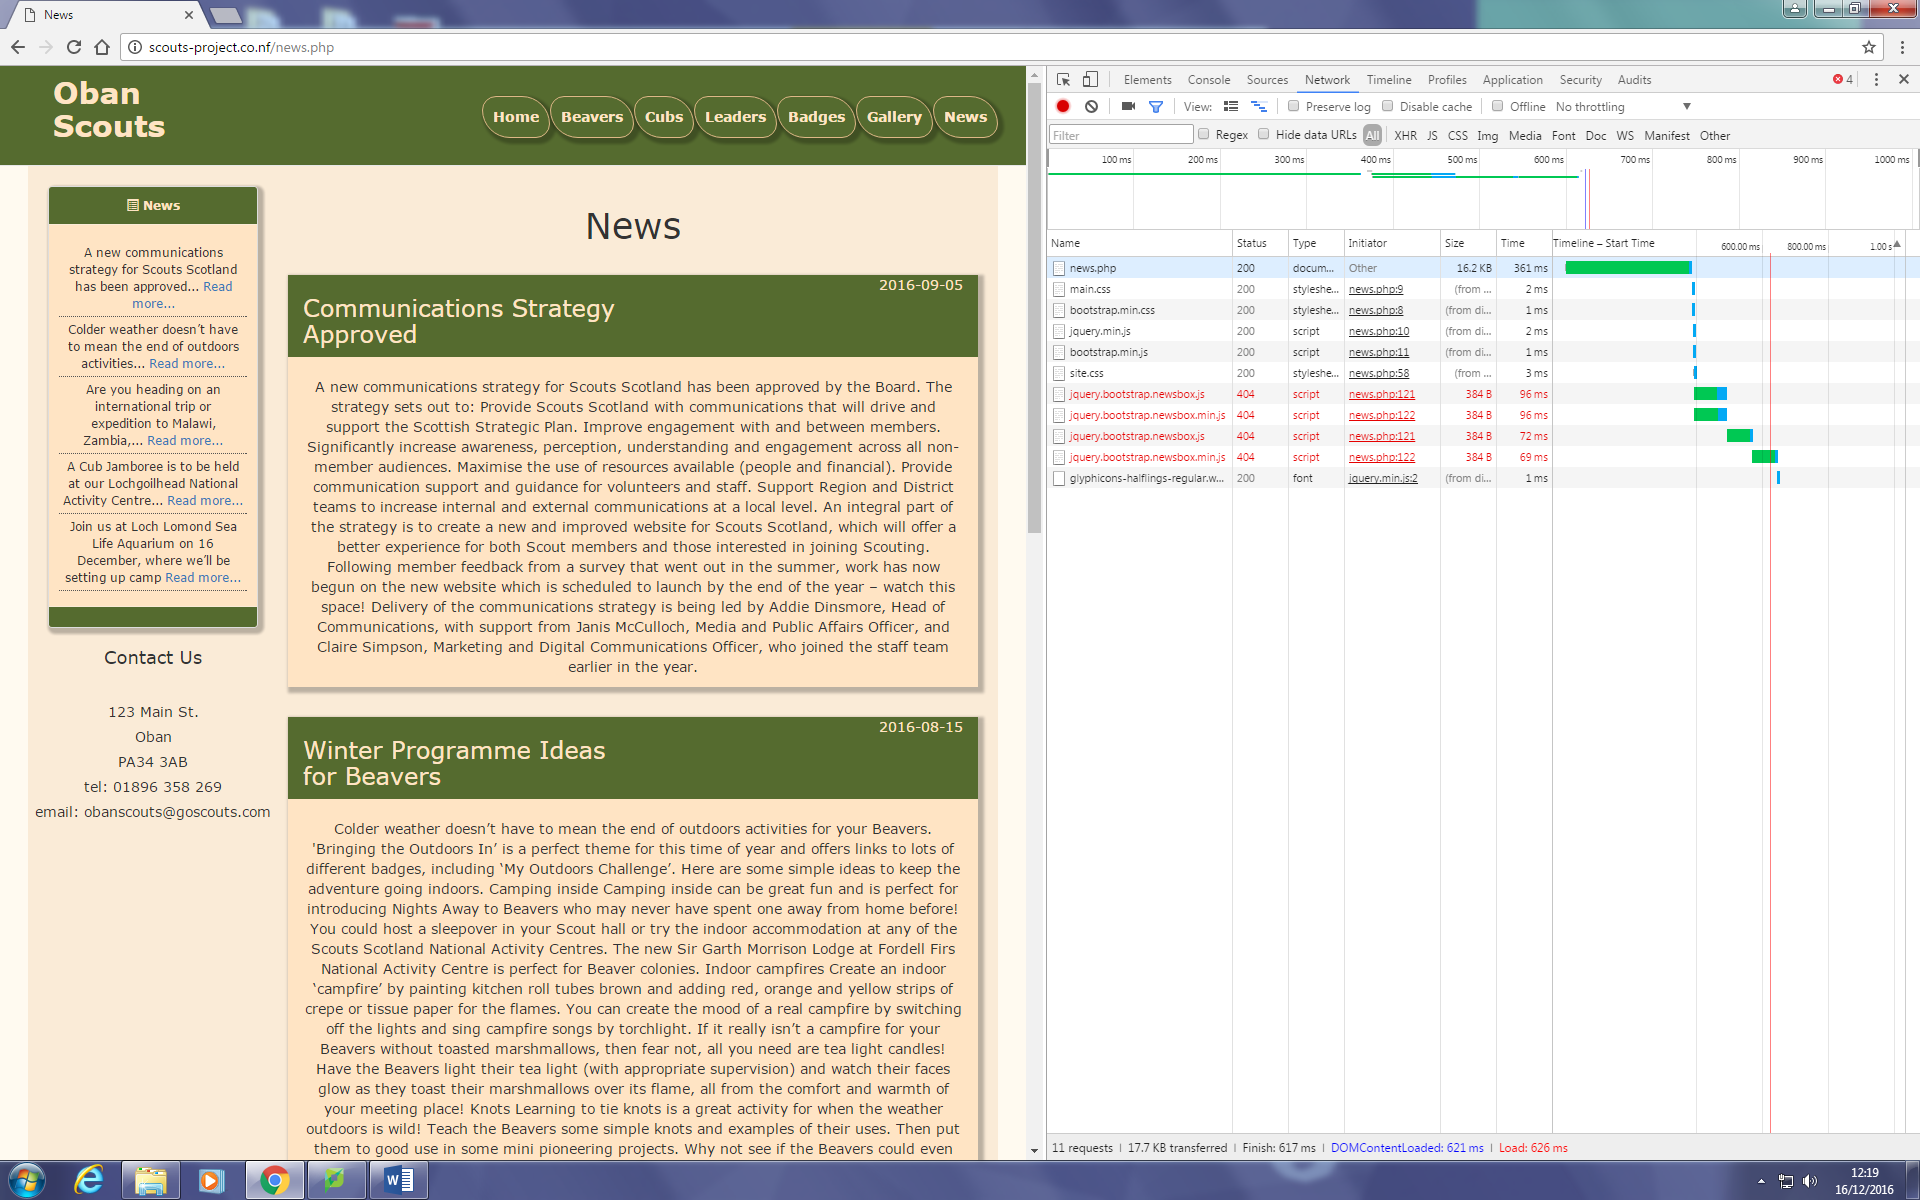 News
scouts-project.co.nf/news.php
Oban
Scouts
Home
Beavers
Cubs
Leaders
Badges
Gallery
News
News
A new communications
strategy for Scouts Scotland
has been approved... Read
more...
Colder weather doesn’t have
to mean the end of outdoors
activities... Read more...
Are you heading on an
international trip or
expedition to Malawi,
Zambia,... Read more...
A Cub Jamboree is to be held
at our Lochgoilhead National
Activity Centre... Read more...
Join us at Loch Lomond Sea
Life Aquarium on 16
December, where we’ll be
setting up camp Read more...
Contact Us
123 Main St.
Oban
PA34 3AB
tel: 01896 358 269
email: obanscouts@goscouts.com
News
2016-09-05
Communications Strategy
Approved
A new communications strategy for Scouts Scotland has been approved by the Board. The
strategy sets out to: Provide Scouts Scotland with communications that will drive and
support the Scottish Strategic Plan. Improve engagement with and between members.
Significantly increase awareness, perception, understanding and engagement across all non-
member audiences. Maximise the use of resources available (people and financial). Provide
communication support and guidance for volunteers and staff. Support Region and District
teams to increase internal and external communications at a local level. An integral part of
the strategy is to create a new and improved website for Scouts Scotland, which will offer a
better experience for both Scout members and those interested in joining Scouting.
Following member feedback from a survey that went out in the summer, work has now
begun on the new website which is scheduled to launch by the end of the year – watch this
space! Delivery of the communications strategy is being led by Addie Dinsmore, Head of
Communications, with support from Janis McCulloch, Media and Public Affairs Officer, and
Claire Simpson, Marketing and Digital Communications Officer, who joined the staff team
earlier in the year.
2016-08-15
Winter Programme Ideas
for Beavers
Colder weather doesn’t have to mean the end of outdoors activities for your Beavers.
'Bringing the Outdoors In’ is a perfect theme for this time of year and offers links to lots of
different badges, including ‘My Outdoors Challenge’. Here are some simple ideas to keep the
adventure going indoors. Camping inside Camping inside can be great fun and is perfect for
introducing Nights Away to Beavers who may never have spent one away from home before!
You could host a sleepover in your Scout hall or try the indoor accommodation at any of the
Scouts Scotland National Activity Centres. The new Sir Garth Morrison Lodge at Fordell Firs
National Activity Centre is perfect for Beaver colonies. Indoor campfires Create an indoor
‘campfire’ by painting kitchen roll tubes brown and adding red, orange and yellow strips of
crepe or tissue paper for the flames. You can create the mood of a real campfire by switching
off the lights and sing campfire songs by torchlight. If it really isn’t a campfire for your
Beavers without toasted marshmallows, then fear not, all you need are tea light candles!
Have the Beavers light their tea light (with appropriate supervision) and watch their faces
glow as they toast their marshmallows over its flame, all from the comfort and warmth of
your meeting place! Knots Learning to tie knots is a great activity for when the weather
outdoors is wild! Teach the Beavers some simple knots and examples of their uses. Then put
them to good use in some mini pioneering projects. Why not see if the Beavers could even
Elements Console Sources Network Timeline Profiles Application Security Audits 4
View: Preserve log Disable cache Offline No throttling
Filter Regex Hide data URLs All XHR JS CSS Img Media Font Doc WS Manifest Other
100 ms 200 ms 300 ms 400 ms 500 ms 600 ms 700 ms 800 ms 900 ms 1000 ms
Name Status Type Initiator Size Time Timeline – Start Time 600.00 ms 800.00 ms 1.00 s
news.php 200 docum... Other 16.2 KB 361 ms
main.css 200 styleshe... news.php:9 (from ... 2 ms
bootstrap.min.css 200 styleshe... news.php:8 (from di... 1 ms
jquery.min.js 200 script news.php:10 (from di... 2 ms
bootstrap.min.js 200 script news.php:11 (from di... 1 ms
site.css 200 styleshe... news.php:58 (from ... 3 ms
jquery.bootstrap.newsbox.js 404 script news.php:121 384 B 96 ms
jquery.bootstrap.newsbox.min.js 404 script news.php:122 384 B 96 ms
jquery.bootstrap.newsbox.js 404 script news.php:121 384 B 72 ms
jquery.bootstrap.newsbox.min.js 404 script news.php:122 384 B 69 ms
glyphicons-halflings-regular.w... 200 font jquery.min.js:2 (from di... 1 ms
11 requests | 17.7 KB transferred | Finish: 617 ms | DOMContentLoaded: 621 ms | Load: 626 ms
12:19
16/12/2016